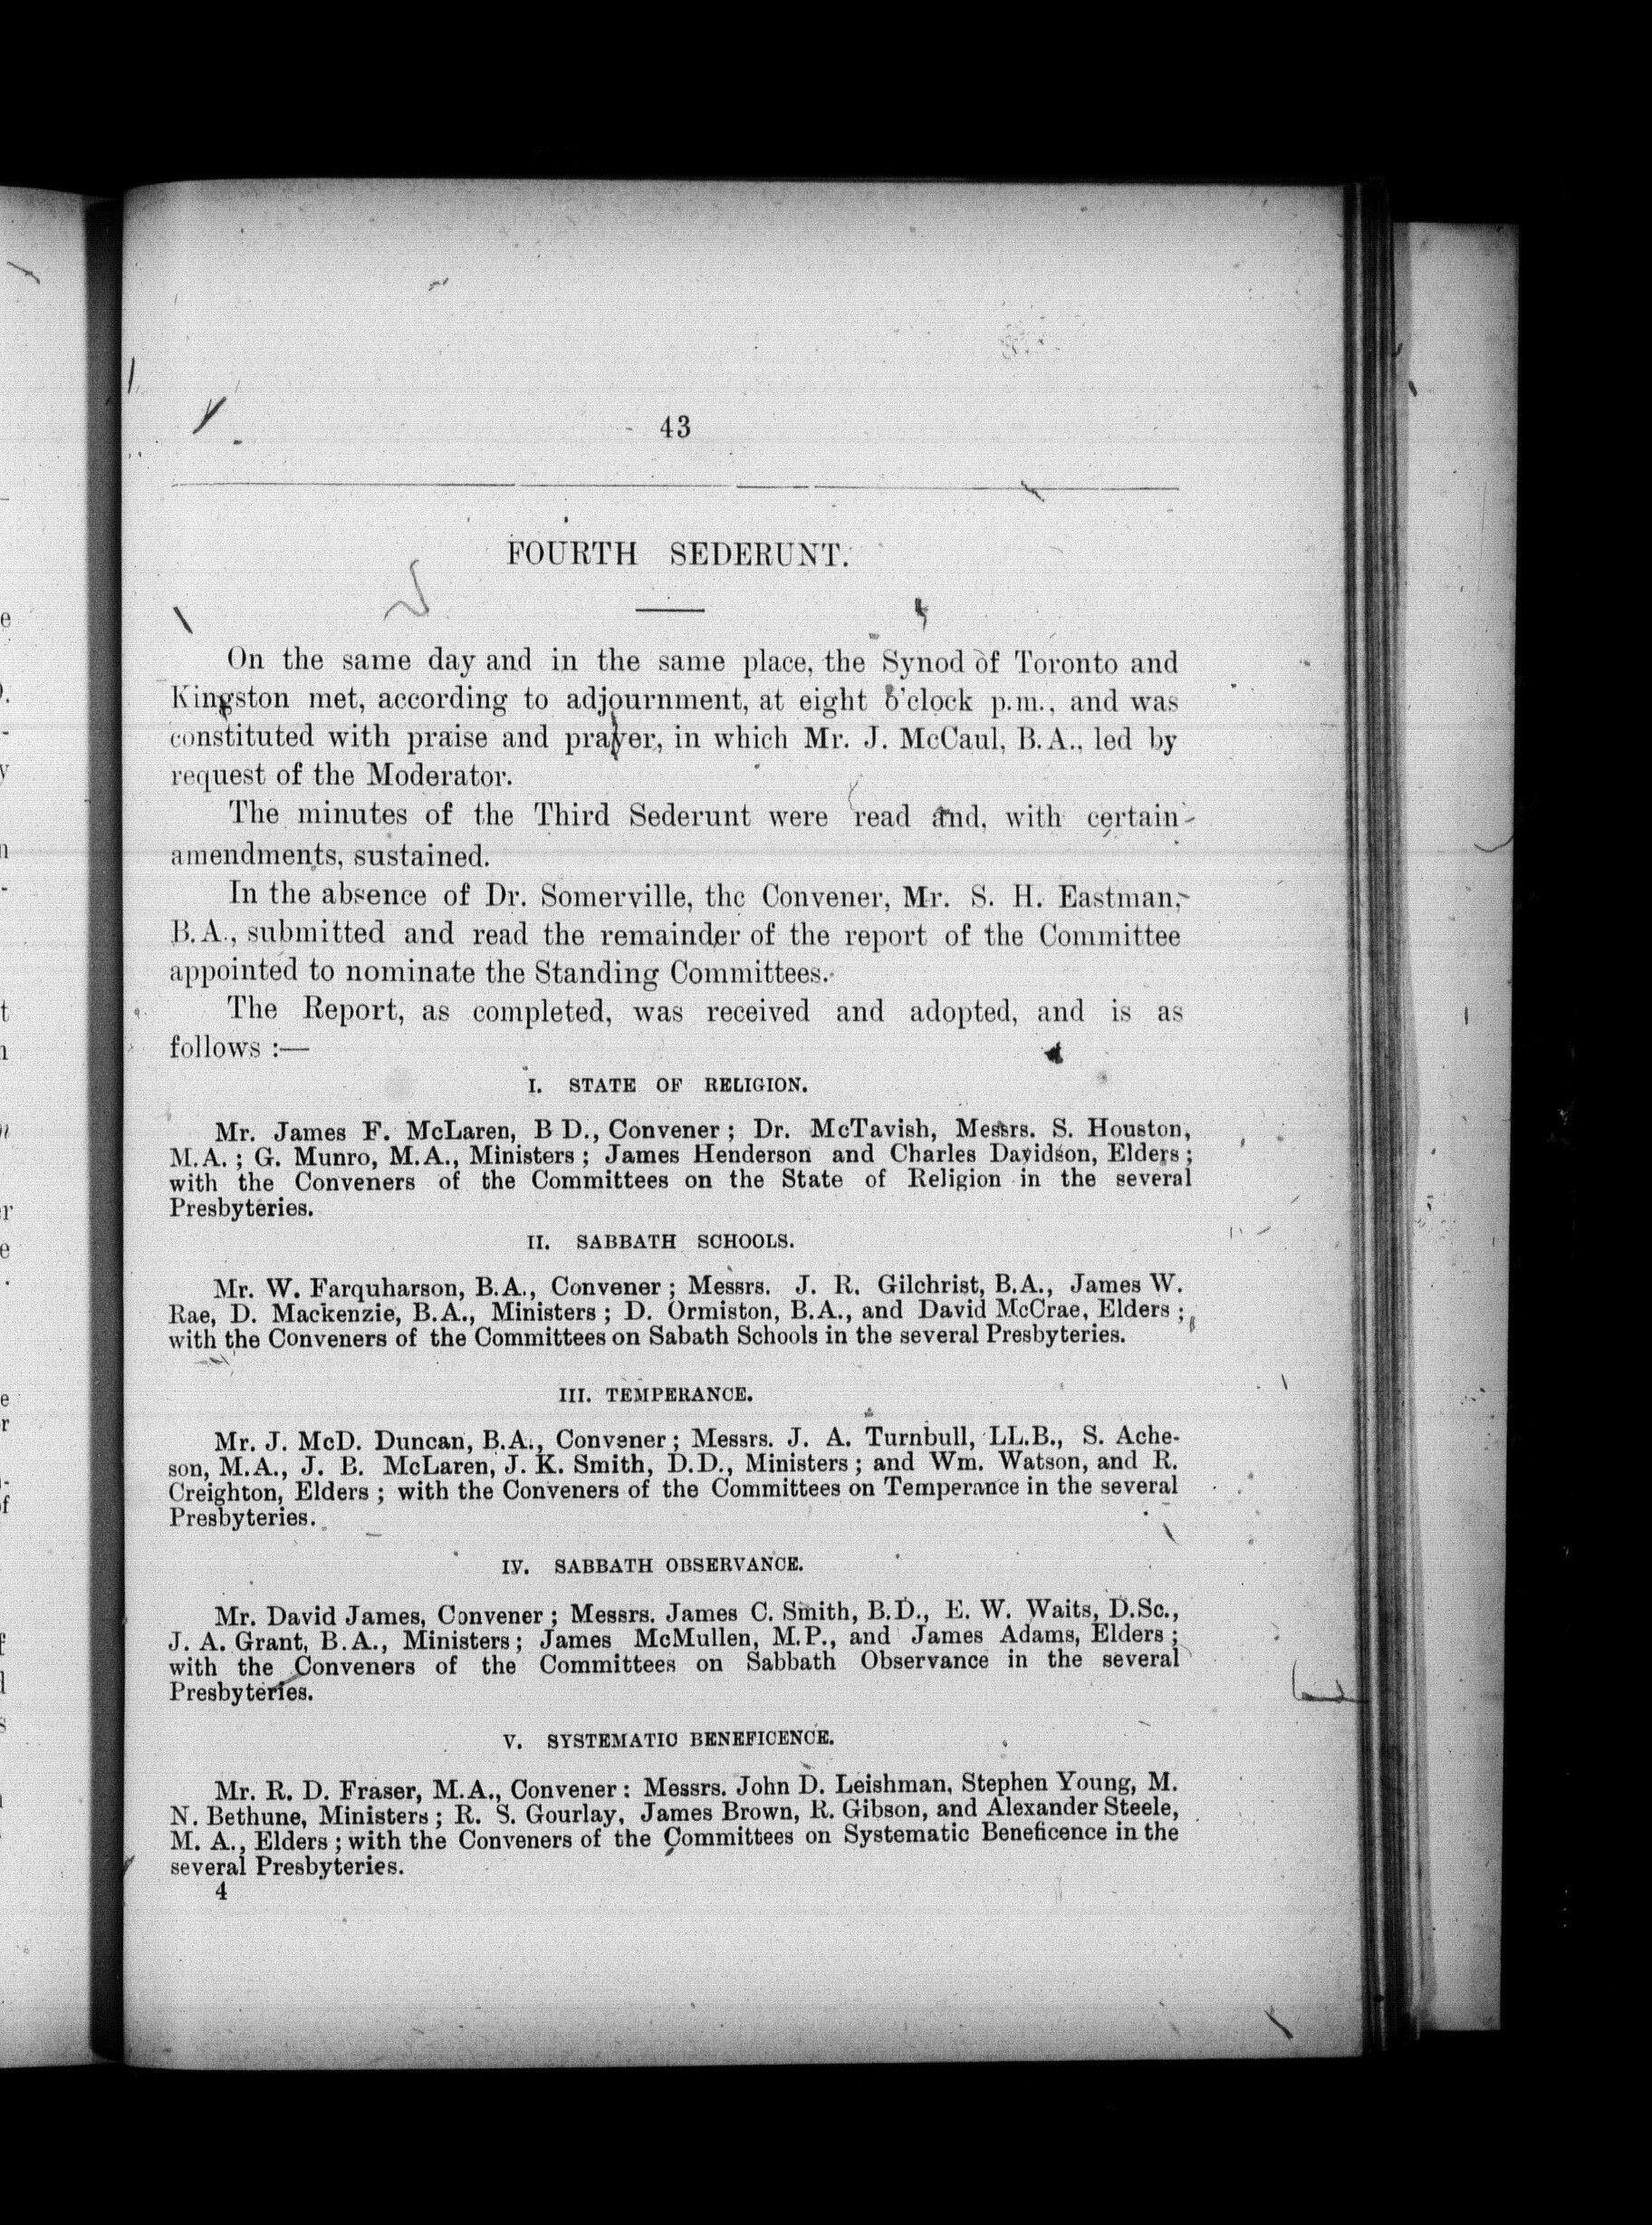 43
FOURTH SEDERUNT.
On the same day and in the same place, the Synod of Toronto and
Kingston met, according to adjournment, at eight o'clock p.m., and was
constituted with praise and prayer, in which Mr. J. McCaul, B.A., led by
request of the Moderator.
The minutes of the Third Sederunt were read and, with certain
amendments, sustained.
In the absence of Dr. Somerville, the Convener, Mr. S. H. Eastman,
B.A., submitted and read the remainder of the report of the Committee
appointed to nominate the Standing Committees.
The Report, as completed, was received and adopted, and is as
follows :—
I. STATE OF RELIGION.
Mr. James F. McLaren, B D., Convener ; Dr. McTavish, Messrs. S. Houston,
M.A. ; G. Munro, M.A., Ministers ; James Henderson and Charles Davidson, Elders ;
with the Conveners of the Committees on the State of Religion in the several
Presbyteries.
II. SABBATH SCHOOLS.
Mr. W. Farquharson, B.A., Convener ; Messrs. J. R. Gilchrist, B.A., James W.
Rae, D. Mackenzie, B.A., Ministers ; D. Ormiston, B.A., and David McCrae, Elders ;
with the Conveners of the Committees on Sabath Schools in the several Presbyteries.
III. TEMPERANCE.
Mr. J. McD. Duncan, B.A., Convener ; Messrs. J. A. Turnbull, LL.B., S. Ache-
son, M.A., J. B. McLaren, J. K. Smith, D.D., Ministers ; and Wm. Watson, and R.
Creighton, Elders ; with the Conveners of the Committees on Temperance in the several
Presbyteries.
IV. SABBATH OBSERVANCE.
Mr. David James, Convener ; Messrs. James C. Smith, B.D., E. W. Waits, D.Sc.,
J. A. Grant, B.A., Ministers ; James McMullen, M.P., and James Adams, Elders ;
with the Conveners of the Committees on Sabbath Observance in the several
Presbyteries.
V. SYSTEMATIC BENEFICENCE.
Mr. R. D. Fraser, M.A., Convener : Messrs. John D. Leishman, Stephen Young, M.
N. Bethune, Ministers ; R. S. Gourlay, James Brown, R. Gibson, and Alexander Steele,
M. A., Elders ; with the Conveners of the Committees on Systematic Beneficence in the
several Presbyteries.
4